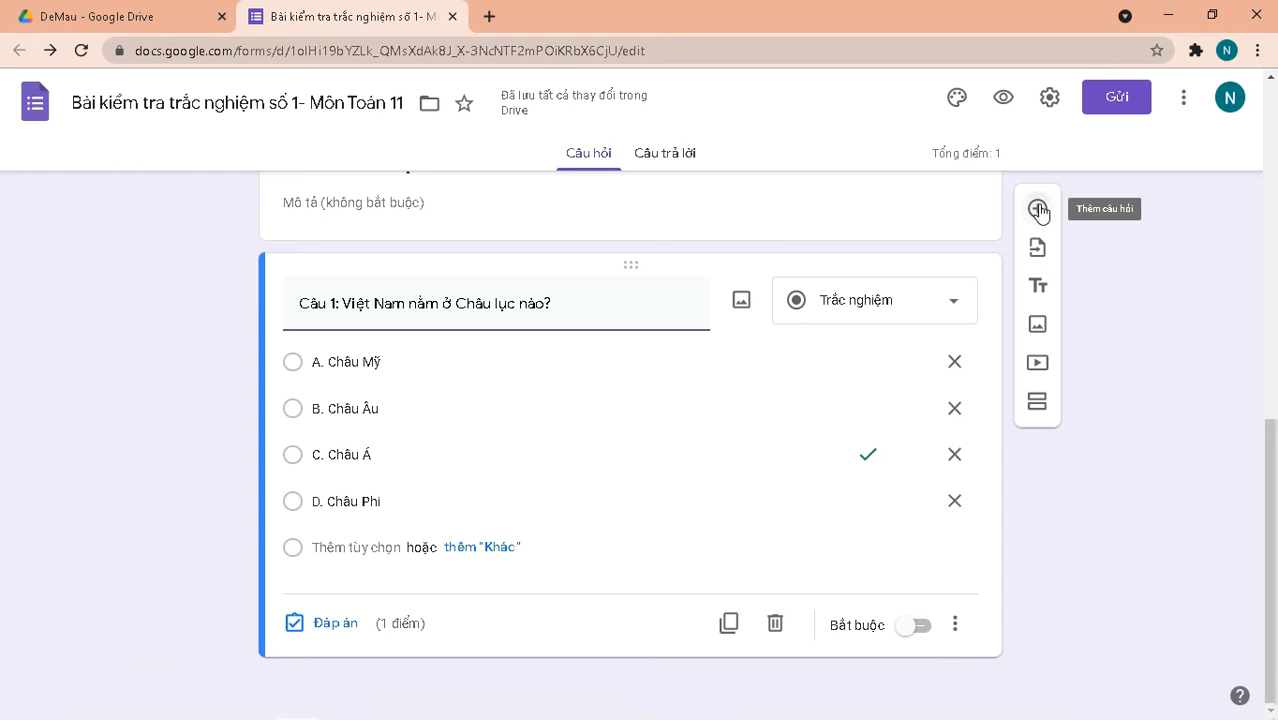 DeMau - Google Drive
Bài kiểm tra trắc nghiệm số 1- M
docs.google.com/forms/d/1olHi19bYZLk_QMsXdAk8J_X-3NcNTF2mPOiKRbX6CjU/edit
N
Bài kiểm tra trắc nghiệm số 1- Môn Toán 11
Đã lưu tất cả thay đổi trong
Drive
Gửi
N
Câu hỏi
Câu trả lời
Tổng điểm: 1
Mô tả (không bắt buộc)
Thêm câu hỏi
Câu 1: Việt Nam nằm ở Châu lục nào?
Trắc nghiệm
A. Châu Mỹ
B. Châu Âu
C. Châu Á
D. Châu Phi
Thêm tùy chọn hoặc thêm "Khác"
Đáp án (1 điểm)
Bắt buộc